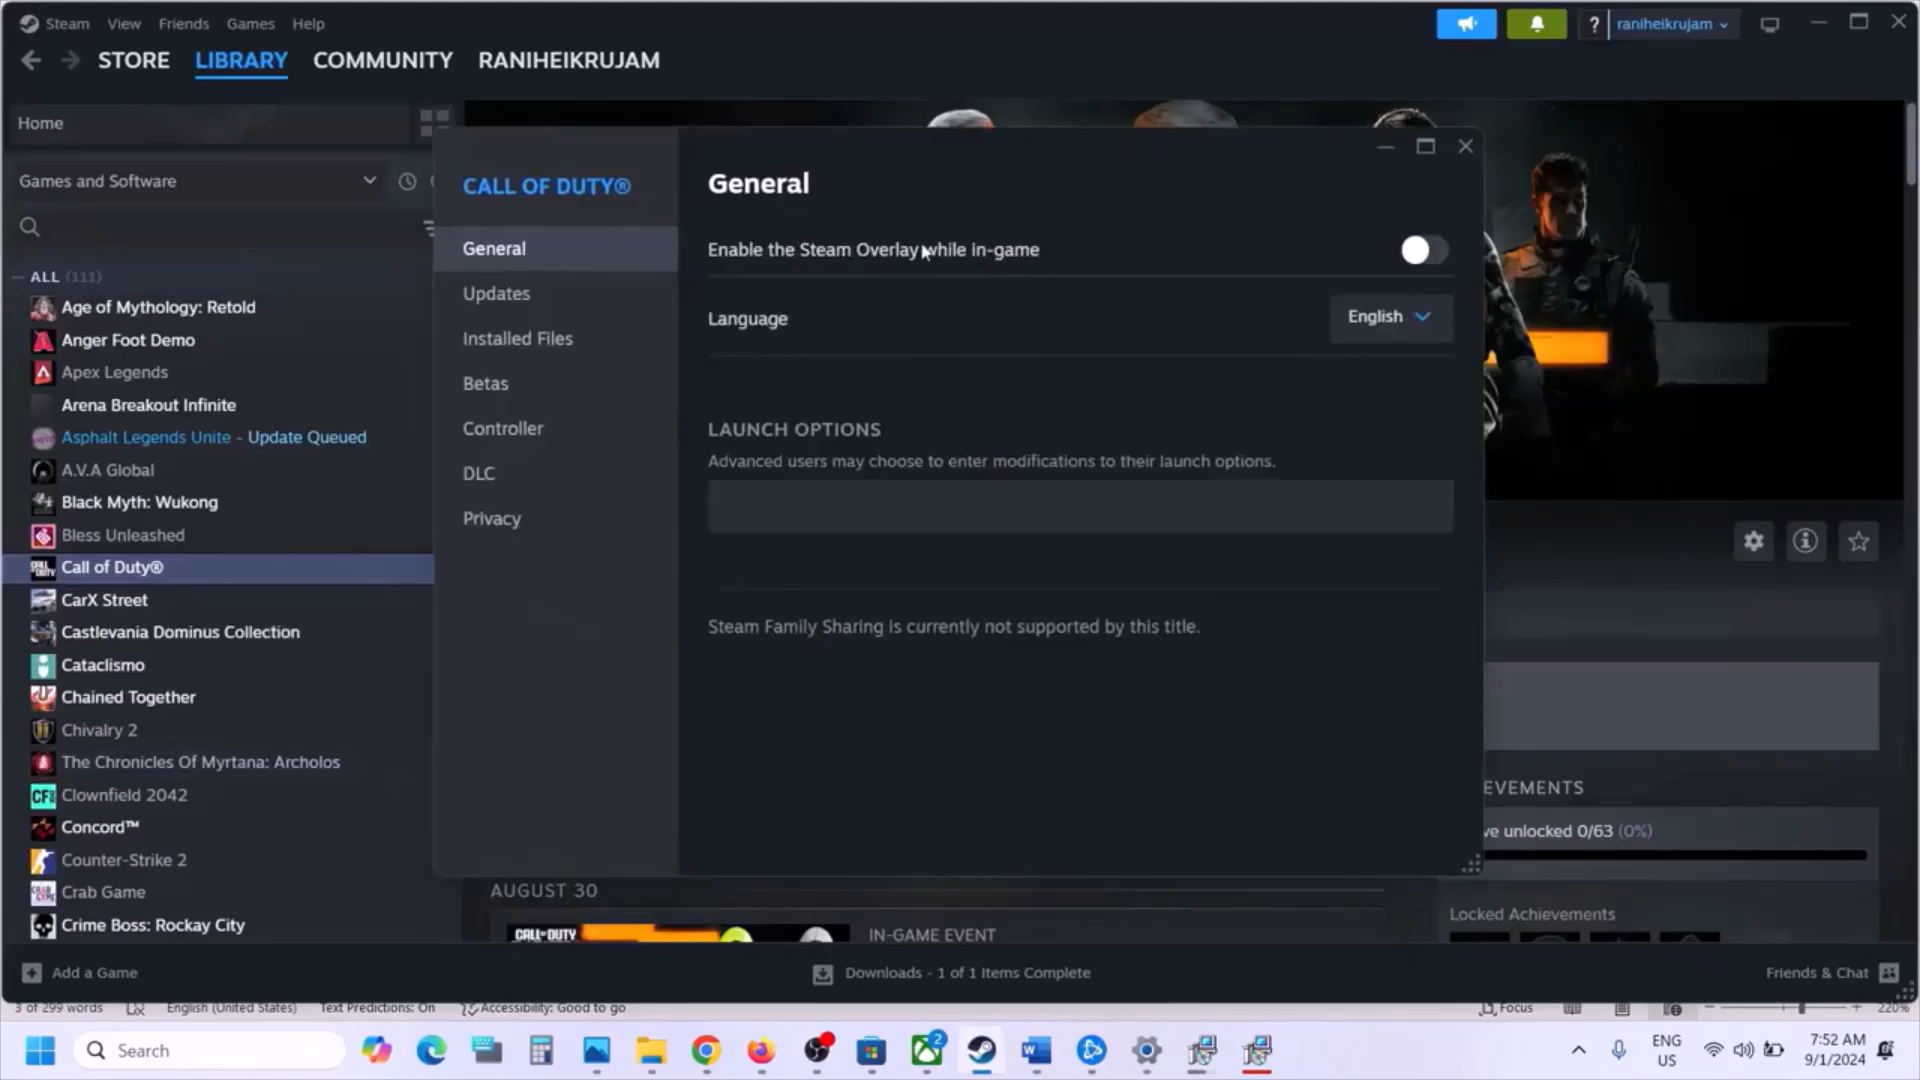 Steam View Friends Games Help
? raniheikrujam
STORE LIBRARY COMMUNITY RANIHEIKRUJAM
Home
Games and Software
ALL (111)
Age of Mythology: Retold
Anger Foot Demo
Apex Legends
Arena Breakout Infinite
Asphalt Legends Unite - Update Queued
A.V.A Global
Black Myth: Wukong
Bless Unleashed
Call of Duty®
CarX Street
Castlevania Dominus Collection
Cataclismo
Chained Together
Chivalry 2
The Chronicles Of Myrtana: Archolos
Clownfield 2042
Concord™
Counter-Strike 2
Crab Game
Crime Boss: Rockay City
CALL OF DUTY®
General
Updates
Installed Files
Betas
Controller
DLC
Privacy
General
Enable the Steam Overlay while in-game
Language English
LAUNCH OPTIONS
Advanced users may choose to enter modifications to their launch options.
Steam Family Sharing is currently not supported by this title.
EVEMENTS
ve unlocked 0/63 (0%)
Locked Achievements
AUGUST 30
CALL OF DUTY
IN-GAME EVENT
Add a Game
Downloads - 1 of 1 Items Complete
Friends & Chat
3 of 299 words English (United States) Text Predictions: On Accessibility: Good to go Focus 220%
Search
2
ENG
US
7:52 AM
9/1/2024